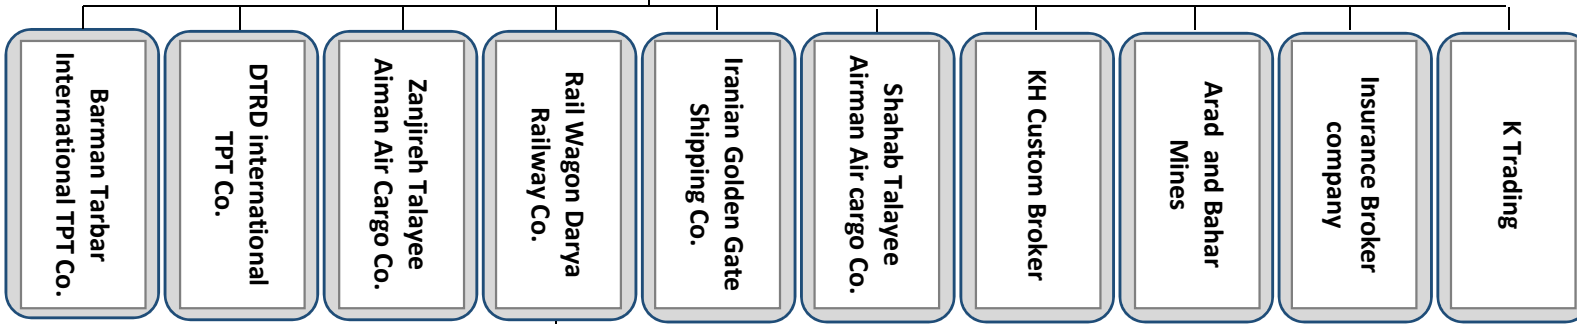 Barman Tarbar
International TPT Co.
DTRD international
TPT Co.
Zanjireh Talayee
Aiman Air Cargo Co.
Rail Wagon Darya
Railway Co.
Iranian Golden Gate
Shipping Co.
Shahab Talayee
Airman Air cargo Co.
KH Custom Broker
Arad and Bahar
Mines
Insurance Broker
company
K Trading